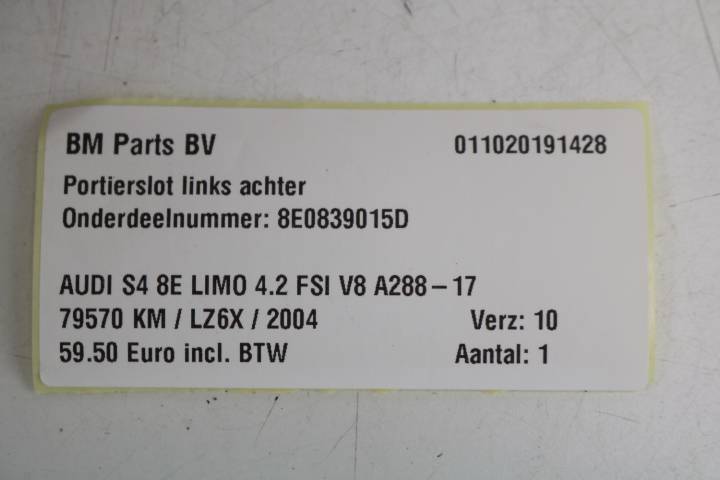 BM Parts BV 011020191428
Portierslot links achter
Onderdeelnummer: 8E0839015D
AUDI S4 8E LIMO 4.2 FSI V8 A288-17
79570 KM / LZ6X / 2004 Verz: 10
59.50 Euro incl. BTW Aantal: 1